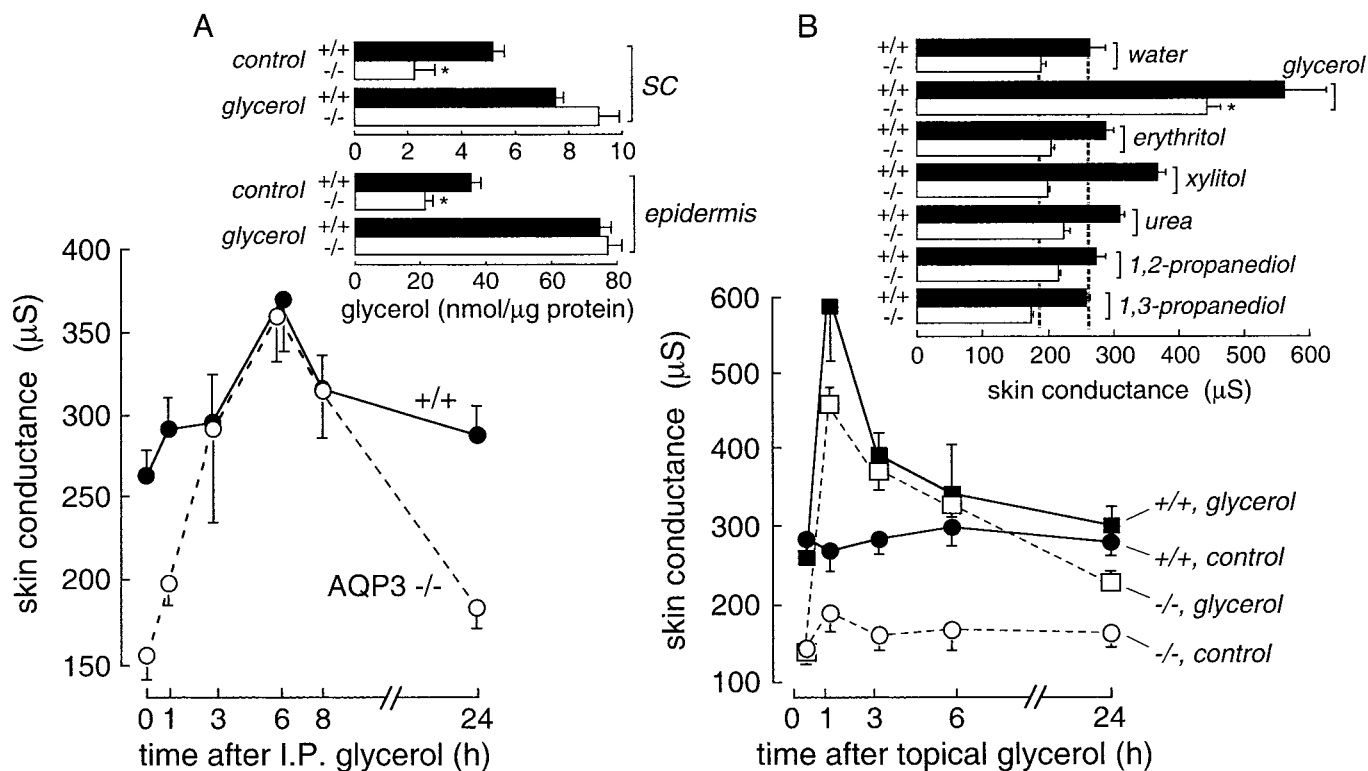 A
control +/+
-/- *
glycerol +/+
-/-
SC
0 2 4 6 8 10
control +/+
-/- *
glycerol +/+
-/-
epidermis
0 20 40 60 80
glycerol (nmol/µg protein)
400
350
300
250
200
150
skin conductance (µS)
+/+
AQP3 -/-
0 1 3 6 8 24
time after I.P. glycerol (h)
B
+/+
-/-
water
+/+
-/- *
glycerol
+/+
-/-
erythritol
+/+
-/-
xylitol
+/+
-/-
urea
+/+
-/-
1,2-propanediol
+/+
-/-
1,3-propanediol
0 100 200 300 400 500 600
skin conductance (µS)
600
500
400
300
200
100
skin conductance (µS)
+/+, glycerol
+/+, control
-/-, glycerol
-/-, control
0 1 3 6 24
time after topical glycerol (h)